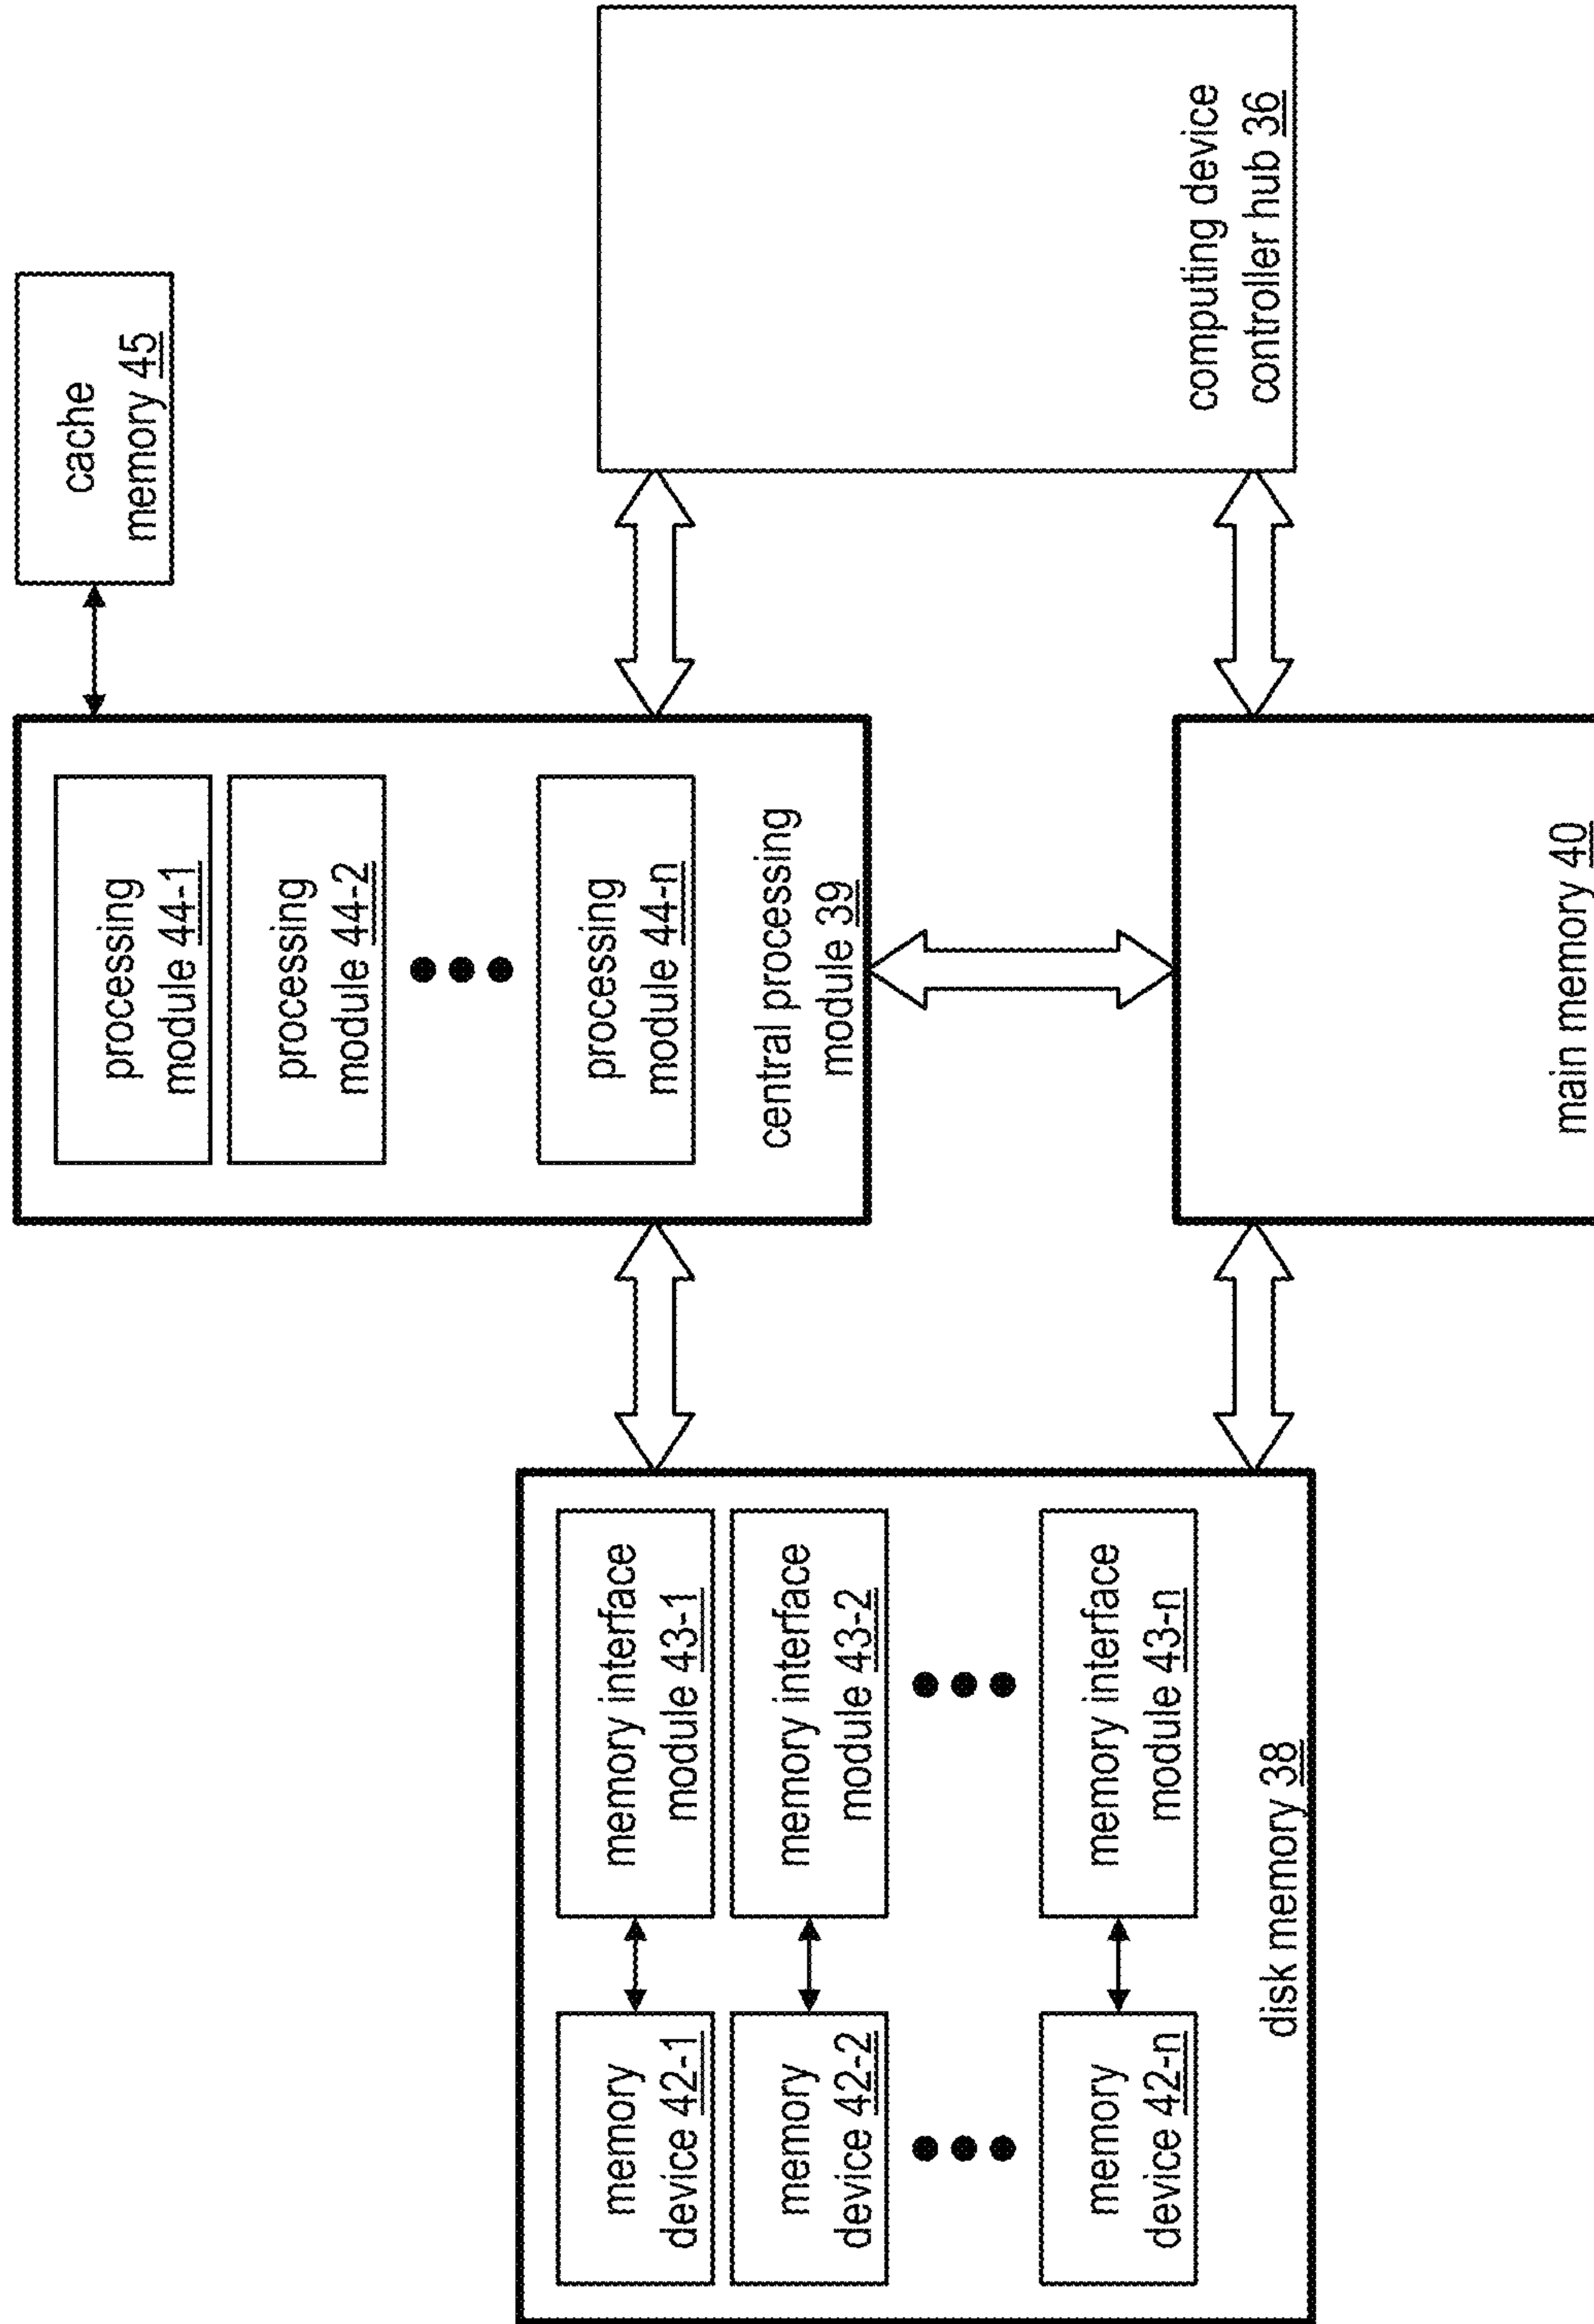 cache
memory 45
processing
module 44-1
processing
module 44-2
processing
module 44-n
central processing
module 39
computing device
controller hub 36
memory
device 42-1
memory interface
module 43-1
memory
device 42-2
memory interface
module 43-2
memory
device 42-n
memory interface
module 43-n
disk memory 38
main memory 40